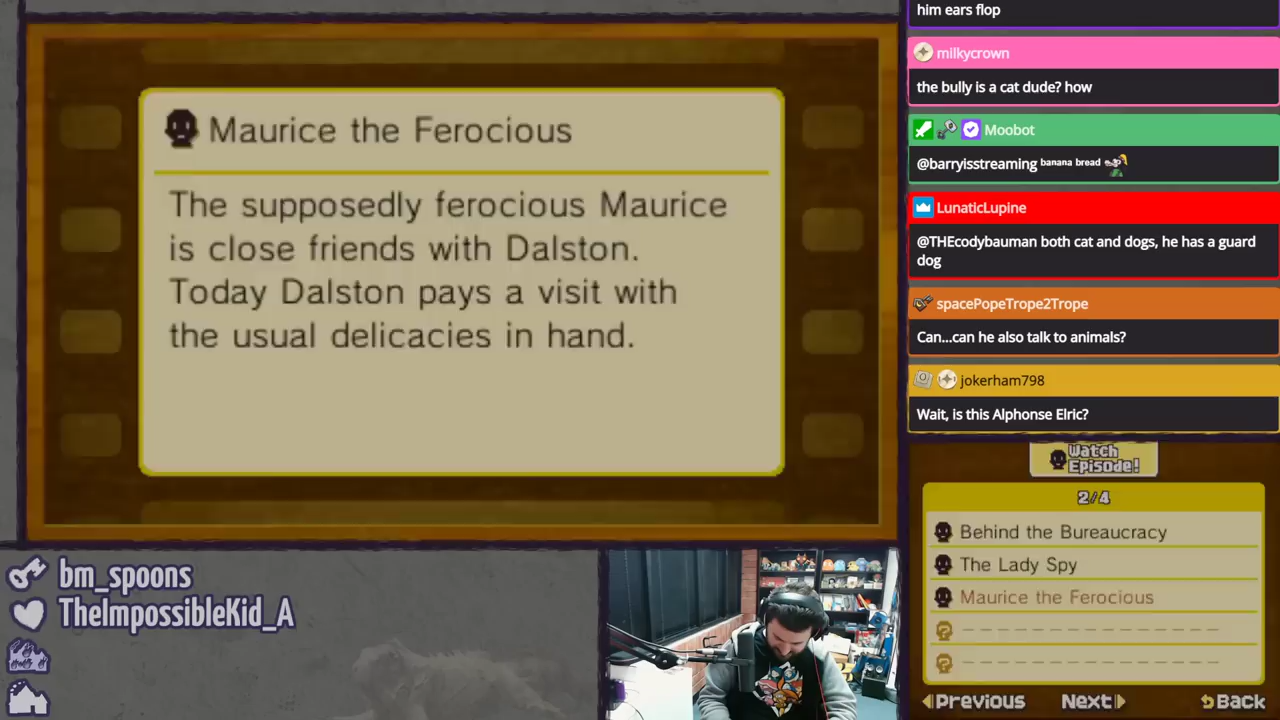 Maurice the Ferocious
The supposedly ferocious Maurice
is close friends with Dalston.
Today Dalston pays a visit with
the usual delicacies in hand.
him ears flop
milkycrown
the bully is a cat dude? how
Moobot
@barryisstreaming banana bread
LunaticLupine
@THEcodybauman both cat and dogs, he has a guard
dog
spacePopeTrope2Trope
Can...can he also talk to animals?
jokerham798
Wait, is this Alphonse Elric?
Watch
Episode!
2/4
Behind the Bureaucracy
The Lady Spy
Maurice the Ferocious
Previous
Next
Back
bm_spoons
TheImpossibleKid_A